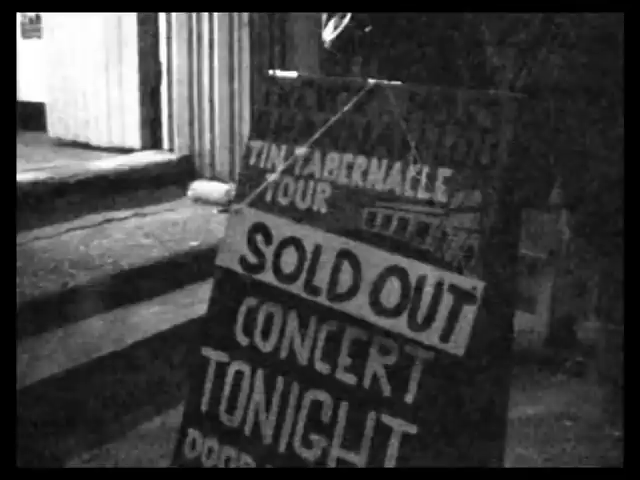 TIN TABERNACLE
TOUR
SOLD OUT
CONCERT
TONIGHT